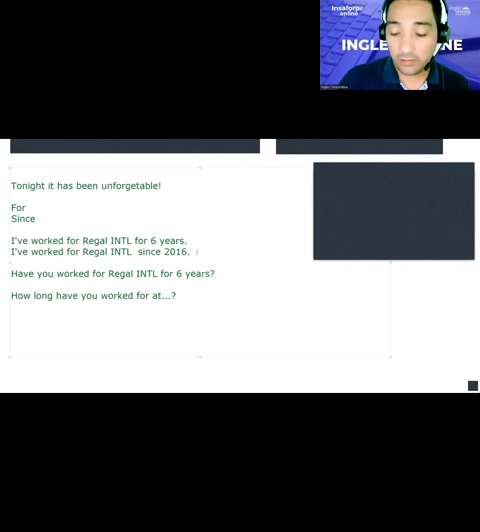 Insaforp
online
INGLE NE
Tonight it has been unforgetable!
For
Since
I've worked for Regal INTL for 6 years.
I've worked for Regal INTL  since 2016.
Have you worked for Regal INTL for 6 years?
How long have you worked for at...?